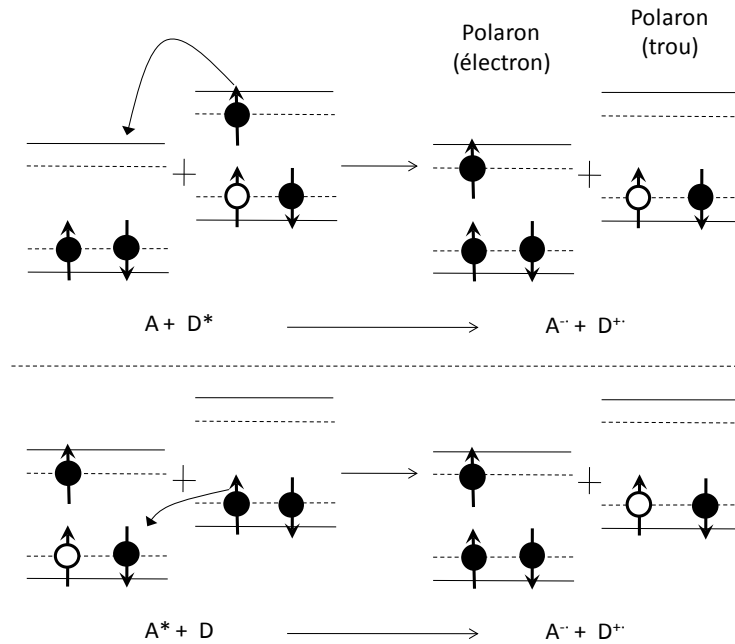 Polaron
(électron)
Polaron
(trou)
+
+
A + D*
A⁻· + D⁺·
+
+
A* + D
A⁻· + D⁺·